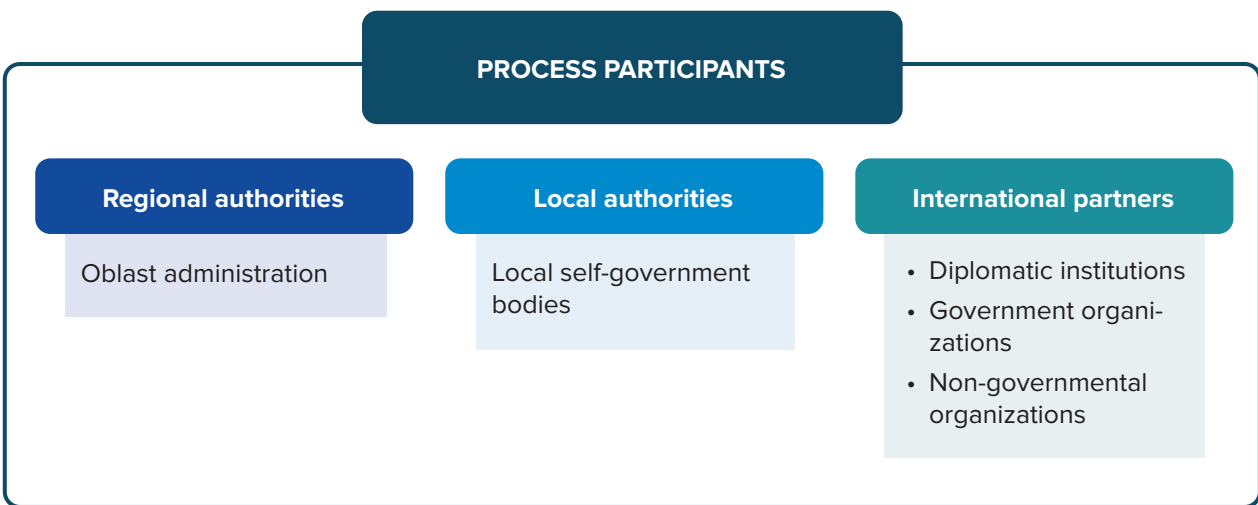 PROCESS PARTICIPANTS
Regional authorities
Oblast administration
Local authorities
Local self-government
bodies
International partners
• Diplomatic institutions
• Government organi-
zations
• Non-governmental
organizations